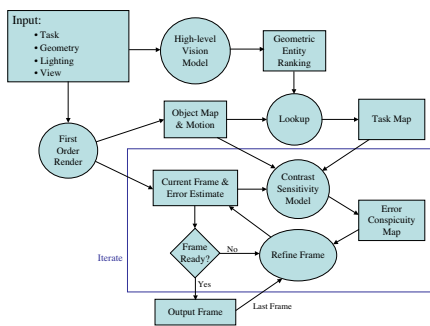 Input:
• Task
• Geometry
• Lighting
• View
High-level
Vision
Model
Geometric
Entity
Ranking
First
Order
Render
Object Map
& Motion
Lookup
Task Map
Current Frame &
Error Estimate
Contrast
Sensitivity
Model
Error
Conspicuity
Map
Frame
Ready?
No
Refine Frame
Iterate
Yes
Output Frame
Last Frame